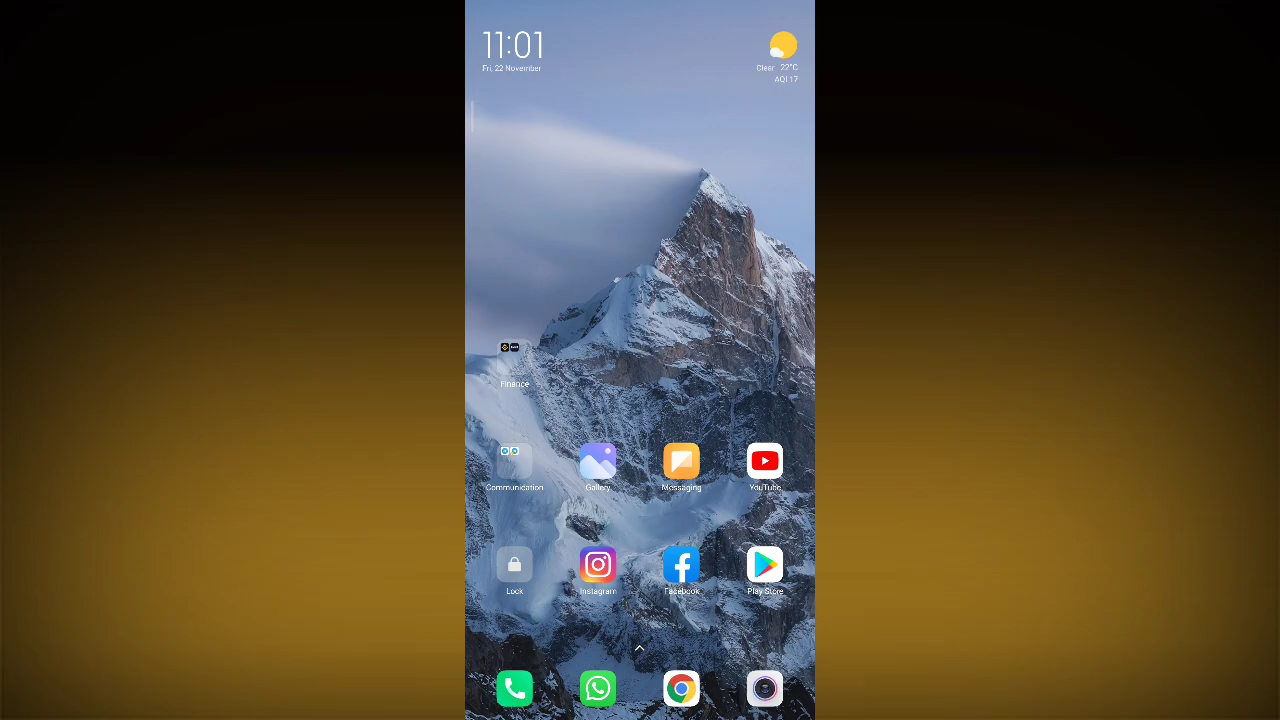 11:01
Fri, 22 November
Clear 22°C
AQI 17
Finance
Communication
Gallery
Messaging
YouTube
Lock
Instagram
Facebook
Play Store